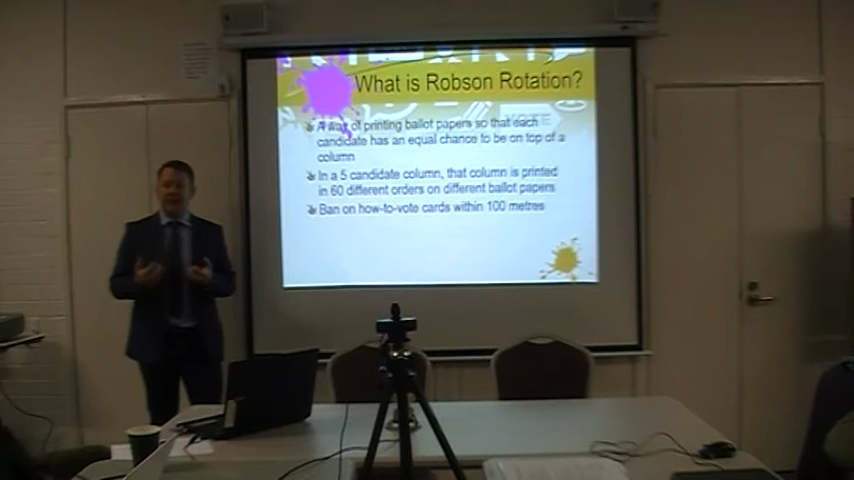 What is Robson Rotation?
VOTE
A way of printing ballot papers so that each
candidate has an equal chance to be on top of a
column
In a 5 candidate column, that column is printed
in 60 different orders on different ballot papers
Ban on how-to-vote cards within 100 metres